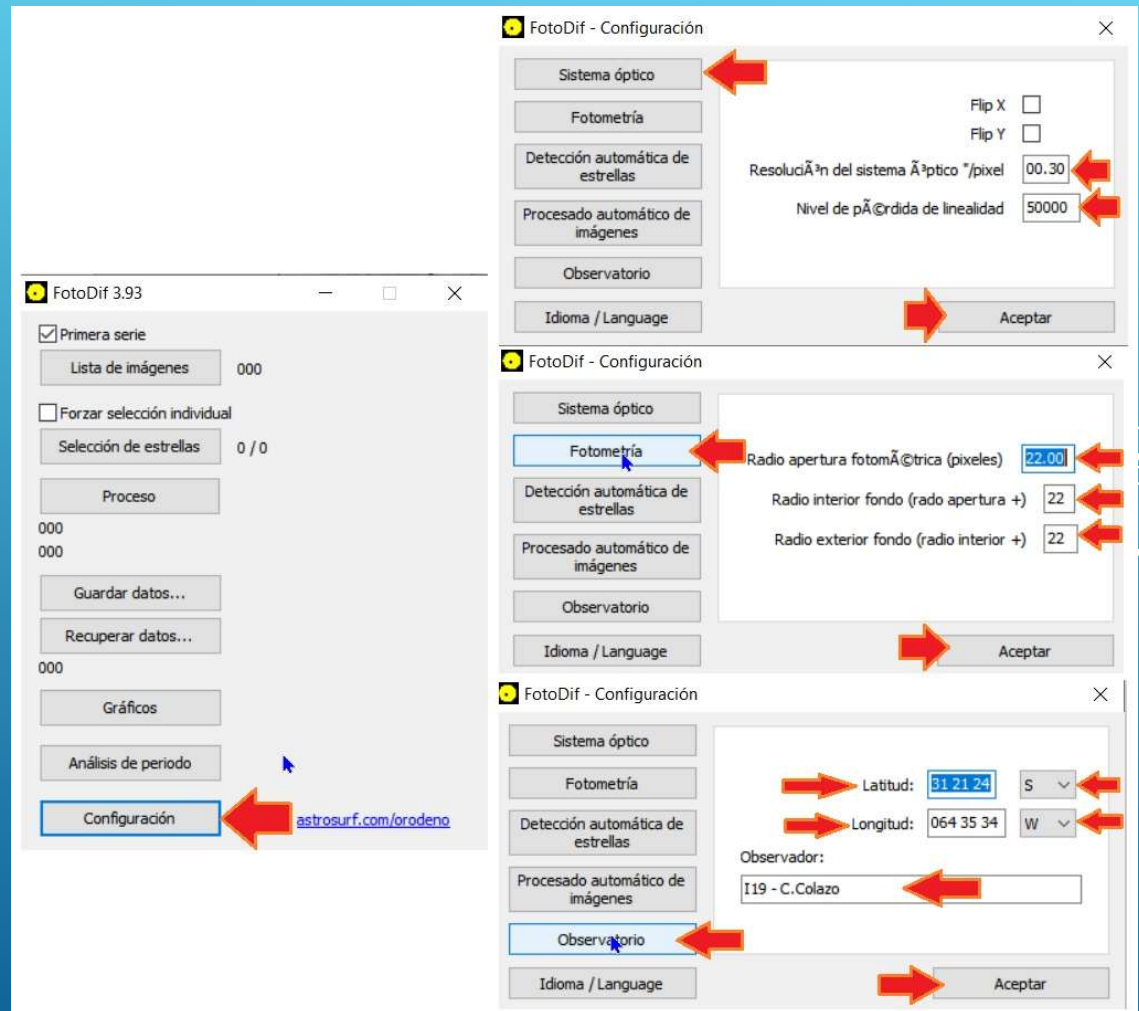 FotoDif 3.93
Primera serie
Lista de imágenes 000
Forzar selección individual
Selección de estrellas 0 / 0
Proceso
000
000
Guardar datos...
Recuperar datos...
000
Gráficos
Análisis de periodo
Configuración
astrosurf.com/orodeno
FotoDif - Configuración
Sistema óptico
Fotometría
Detección automática de
estrellas
Procesado automático de
imágenes
Observatorio
Idioma / Language
Flip X
Flip Y
ResoluciÃ³n del sistema Ã³ptico "/pixel 00.30
Nivel de pÃ©rdida de linealidad 50000
Aceptar
FotoDif - Configuración
Sistema óptico
Fotometría
Detección automática de
estrellas
Procesado automático de
imágenes
Observatorio
Idioma / Language
Radio apertura fotomÃ©trica (pixeles) 22.00
Radio interior fondo (rado apertura +) 22
Radio exterior fondo (radio interior +) 22
Aceptar
FotoDif - Configuración
Sistema óptico
Fotometría
Detección automática de
estrellas
Procesado automático de
imágenes
Observatorio
Idioma / Language
Latitud: 31 21 24 S
Longitud: 064 35 34 W
Observador:
I19 - C.Colazo
Aceptar